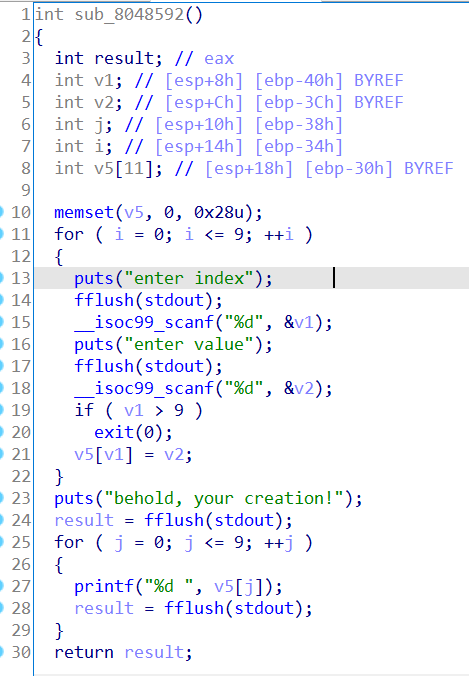 1 int sub_8048592()
2 {
3 int result; // eax
4 int v1; // [esp+8h] [ebp-40h] BYREF
5 int v2; // [esp+Ch] [ebp-3Ch] BYREF
6 int j; // [esp+10h] [ebp-38h]
7 int i; // [esp+14h] [ebp-34h]
8 int v5[11]; // [esp+18h] [ebp-30h] BYREF
9
10 memset(v5, 0, 0x28u);
11 for ( i = 0; i <= 9; ++i )
12 {
13 puts("enter index");
14 fflush(stdout);
15 __isoc99_scanf("%d", &v1);
16 puts("enter value");
17 fflush(stdout);
18 __isoc99_scanf("%d", &v2);
19 if ( v1 > 9 )
20 exit(0);
21 v5[v1] = v2;
22 }
23 puts("behold, your creation!");
24 result = fflush(stdout);
25 for ( j = 0; j <= 9; ++j )
26 {
27 printf("%d ", v5[j]);
28 result = fflush(stdout);
29 }
30 return result;